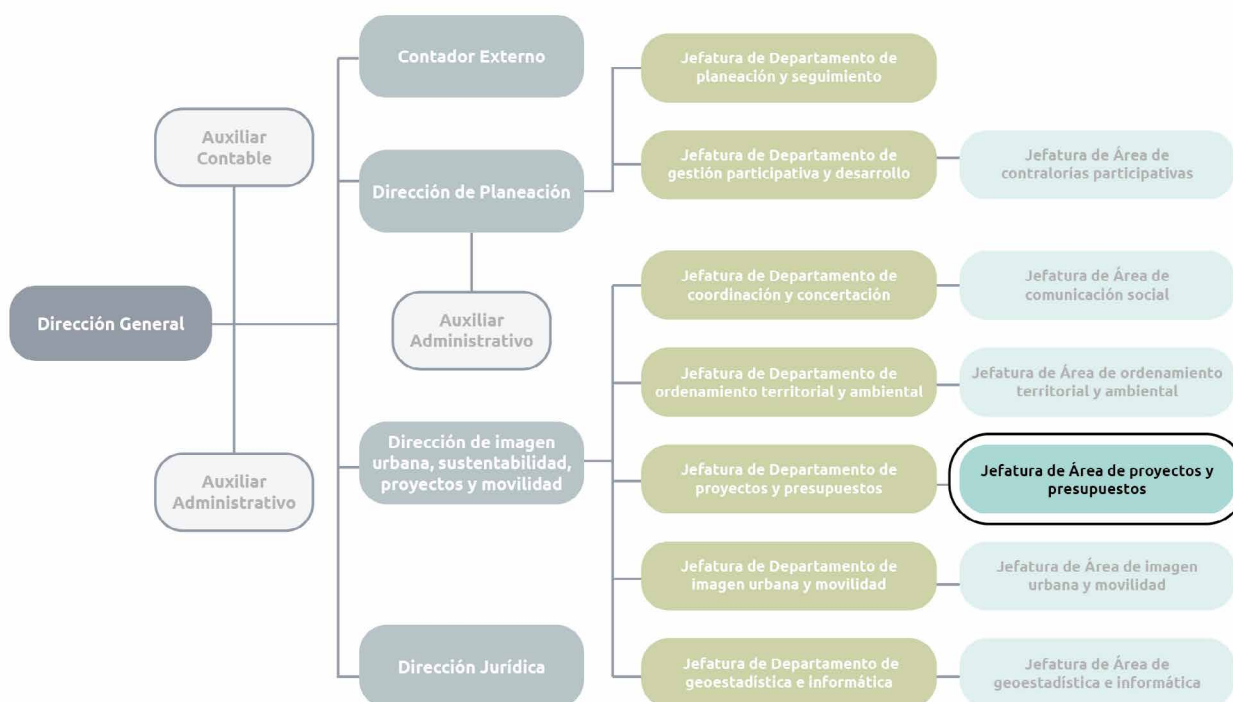 Contador Externo
Jefatura de Departamento de
planeación y seguimiento
Auxiliar
Contable
Jefatura de Departamento de
gestión participativa y desarrollo
Jefatura de Área de
contralorías participativas
Dirección de Planeación
Jefatura de Departamento de
coordinación y concertación
Jefatura de Área de
comunicación social
Dirección General
Auxiliar
Administrativo
Jefatura de Departamento de
ordenamiento territorial y ambiental
Jefatura de Área de ordenamiento
territorial y ambiental
Dirección de imagen
urbana, sustentabilidad,
proyectos y movilidad
Jefatura de Departamento de
proyectos y presupuestos
Jefatura de Área de proyectos y
presupuestos
Auxiliar
Administrativo
Jefatura de Departamento de
imagen urbana y movilidad
Jefatura de Área de imagen
urbana y movilidad
Dirección Jurídica
Jefatura de Departamento de
geoestadística e informática
Jefatura de Área de
geoestadística e informática